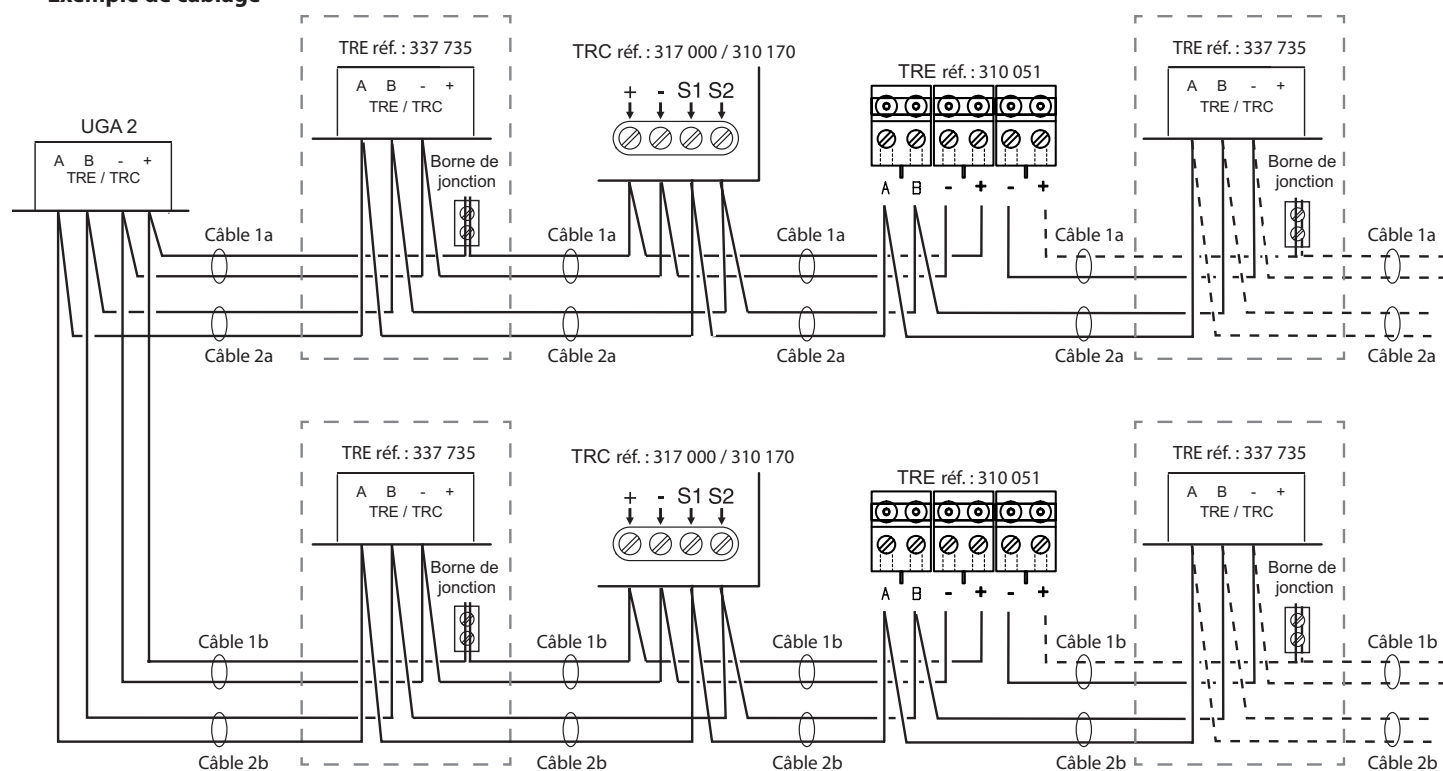 Exemple de câblage
TRE réf. : 337 735
A B - +
TRE / TRC
TRC réf. : 317 000 / 310 170
+ - S1 S2
TRE réf. : 310 051
A B - + - +
TRE réf. : 337 735
A B - +
TRE / TRC
UGA 2
A B - +
TRE / TRC
Borne de
jonction
Borne de
jonction
Câble 1a
Câble 1a
Câble 1a
Câble 1a
Câble 1a
Câble 2a
Câble 2a
Câble 2a
Câble 2a
Câble 2a
TRE réf. : 337 735
A B - +
TRE / TRC
TRC réf. : 317 000 / 310 170
+ - S1 S2
TRE réf. : 310 051
A B - + - +
TRE réf. : 337 735
A B - +
TRE / TRC
Borne de
jonction
Borne de
jonction
Câble 1b
Câble 1b
Câble 1b
Câble 1b
Câble 1b
Câble 2b
Câble 2b
Câble 2b
Câble 2b
Câble 2b